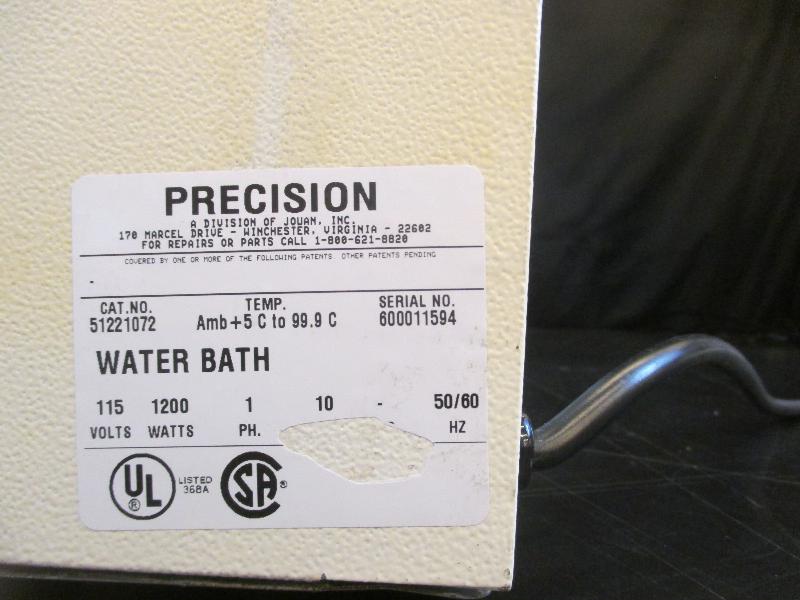 PRECISION
A DIVISION OF JOUAN, INC.
170 MARCEL DRIVE - WINCHESTER, VIRGINIA - 22602
FOR REPAIRS OR PARTS CALL 1-800-621-8820
COVERED BY ONE OR MORE OF THE FOLLOWING PATENTS OTHER PATENTS PENDING
-
CAT.NO. TEMP. SERIAL NO.
51221072 Amb+5 C to 99.9 C 600011594
WATER BATH
115 1200 1 10 - 50/60
VOLTS WATTS PH. HZ
UL ® LISTED 368A CSA ®